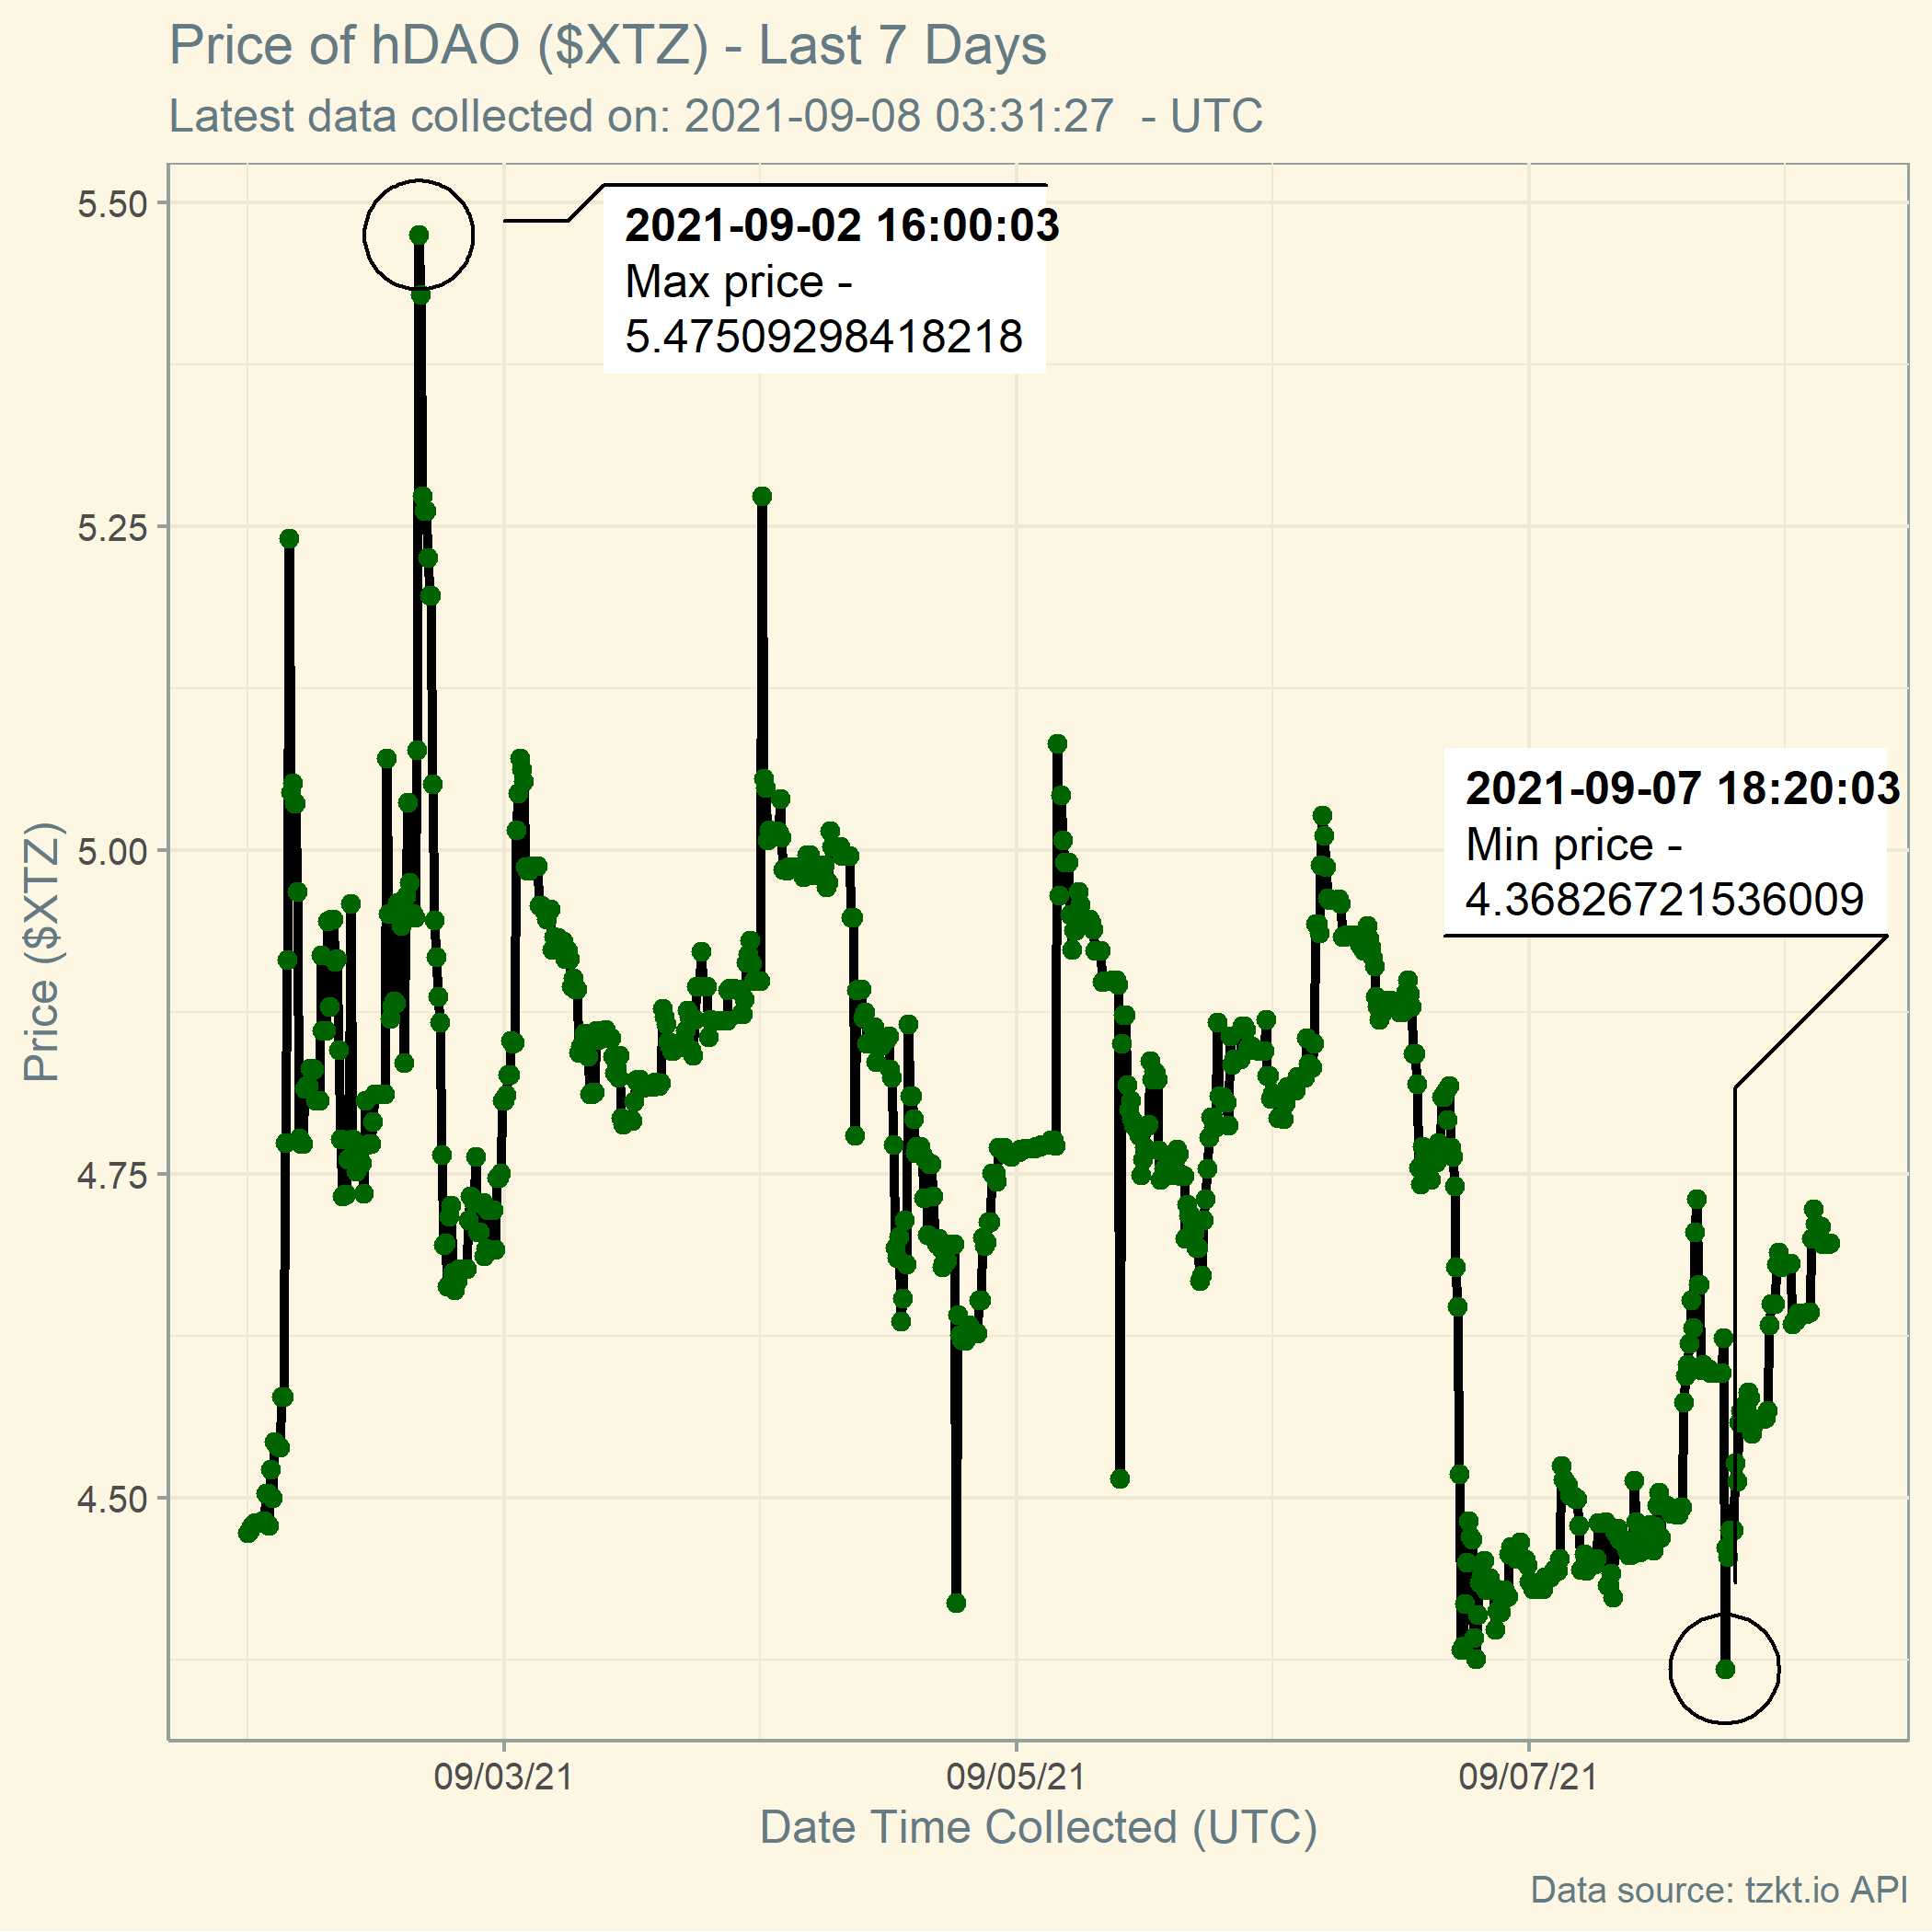 Price of hDAO ($XTZ) - Last 7 Days
Latest data collected on: 2021-09-08 03:31:27  - UTC
5.50
5.25
5.00
4.75
4.50
Price ($XTZ)
2021-09-02 16:00:03
Max price -
5.47509298418218
2021-09-07 18:20:03
Min price -
4.36826721536009
09/03/21
09/05/21
09/07/21
Date Time Collected (UTC)
Data source: tzkt.io API